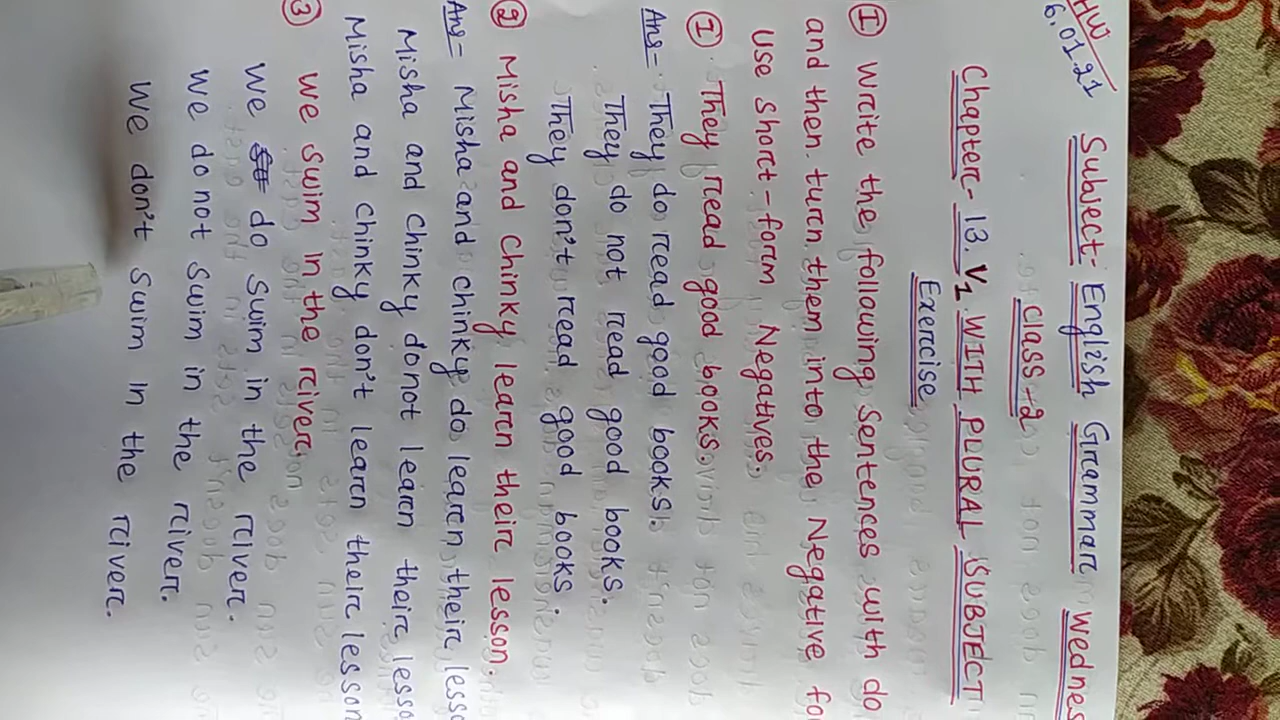 HW
6.01.21
Subject- English Grammar Wednes
Class-2
Chapter- 13. V1 WITH PLURAL SUBJECT
Exercise
I write the following sentences with do
and then turn them into the Negative fo
Use short-form Negatives.
1 They read good books.
Ans- They do read good books.
They do not read good books.
They don't read good books.
2 Misha and chinky learn their lesson.
Ans= Misha and chinky do learn their less
Misha and chinky do not learn their lesso
Misha and chinky don't learn their lesson
3 We swim in the river
We do swim in the river.
We do not swim in the river.
We don't swim in the river.